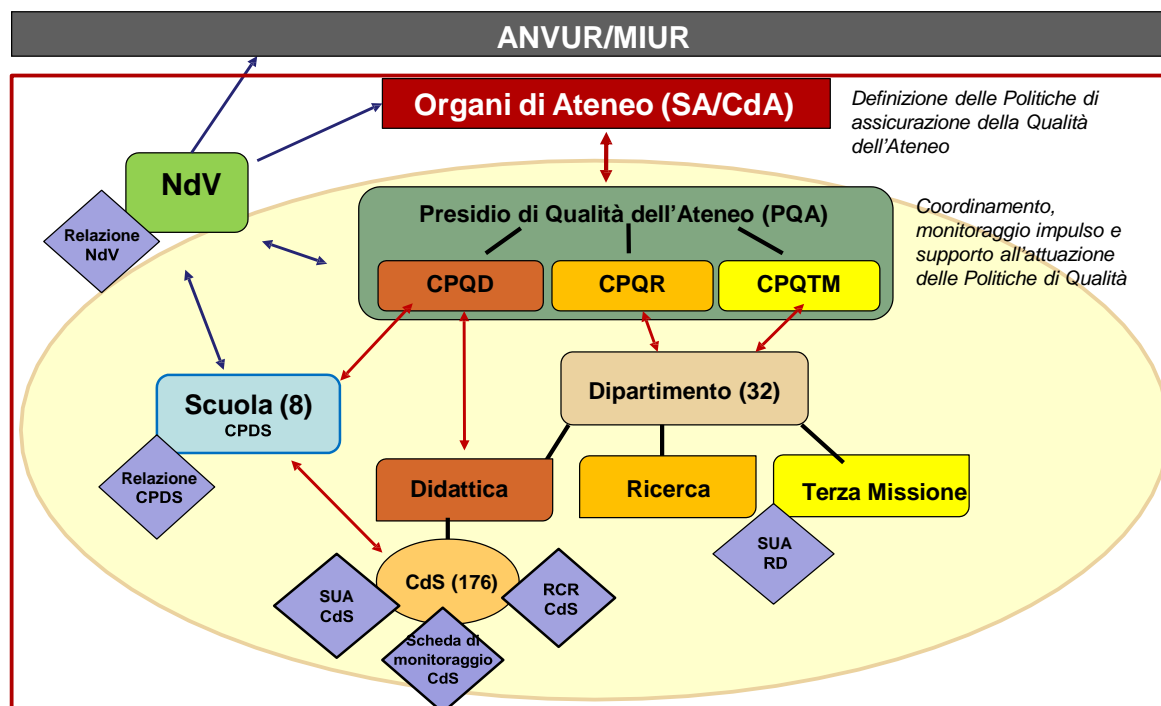 ANVUR/MIUR
Organi di Ateneo (SA/CdA)
Definizione delle Politiche di
assicurazione della Qualità
dell'Ateneo
NdV
Relazione
NdV
Presidio di Qualità dell'Ateneo (PQA)
Coordinamento,
monitoraggio impulso e
supporto all'attuazione
delle Politiche di Qualità
CPQD
CPQR
CPQTM
Scuola (8)
CPDS
Relazione
CPDS
Dipartimento (32)
Didattica
Ricerca
Terza Missione
SUA
RD
CdS (176)
SUA
CdS
RCR
CdS
Scheda di
monitoraggio
CdS